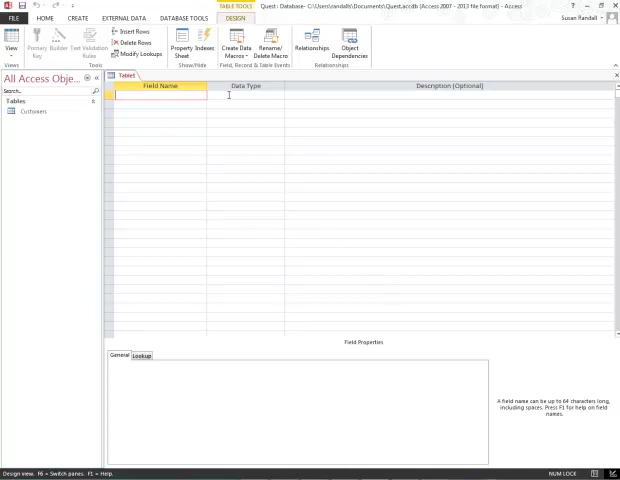 TABLE TOOLS
Quest : Database- C:\Users\randalls\Documents\Quest.accdb (Access 2007 - 2013 file format) - Access
FILE HOME CREATE EXTERNAL DATA DATABASE TOOLS DESIGN Susan Randall
View
Primary Key
Builder
Test Validation Rules
Insert Rows
Delete Rows
Modify Lookups
Property Sheet
Indexes
Create Data Macros
Rename/ Delete Macro
Relationships
Object Dependencies
Views Tools Show/Hide Field, Record & Table Events Relationships
All Access Obje...
Search...
Tables
Customers
Table1
Field Name Data Type Description (Optional)
Field Properties
General Lookup
A field name can be up to 64 characters long,
including spaces. Press F1 for help on field
names.
Design view. F6 = Switch panes. F1 = Help.
NUM LOCK